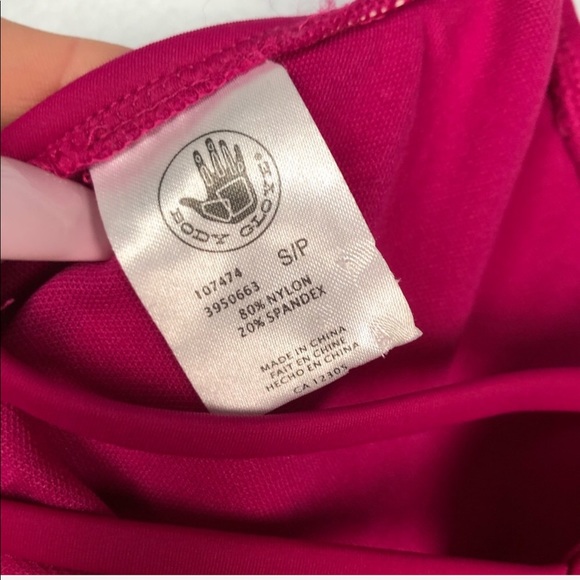 BODY GLOVE®
S/P
107474
3950663
80% NYLON
20% SPANDEX
MADE IN CHINA
FAIT EN CHINE
HECHO EN CHINA
CA 12305